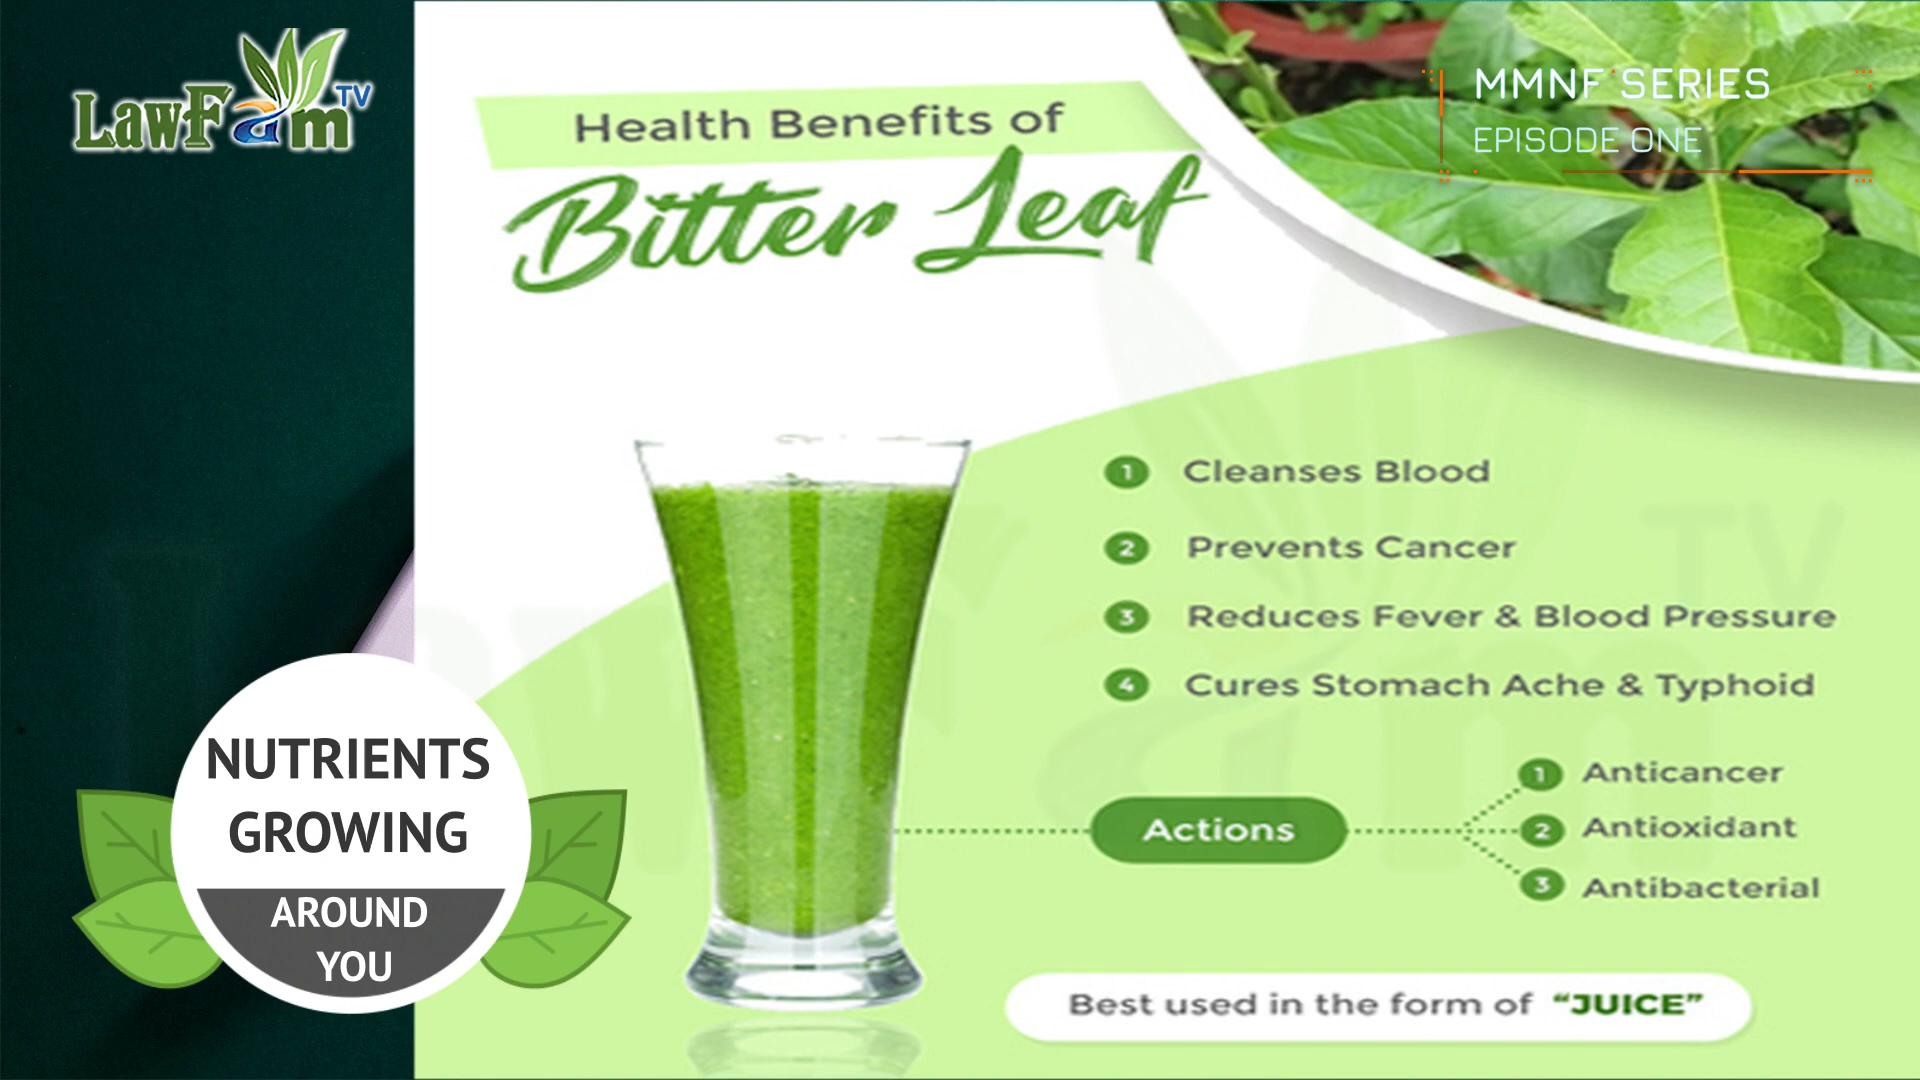 LawFam TV
MMNF SERIES
EPISODE ONE
Health Benefits of
Bitter Leaf
1 Cleanses Blood
2 Prevents Cancer
3 Reduces Fever & Blood Pressure
4 Cures Stomach Ache & Typhoid
Actions
1 Anticancer
2 Antioxidant
3 Antibacterial
Best used in the form of “JUICE”
NUTRIENTS
GROWING
AROUND
YOU